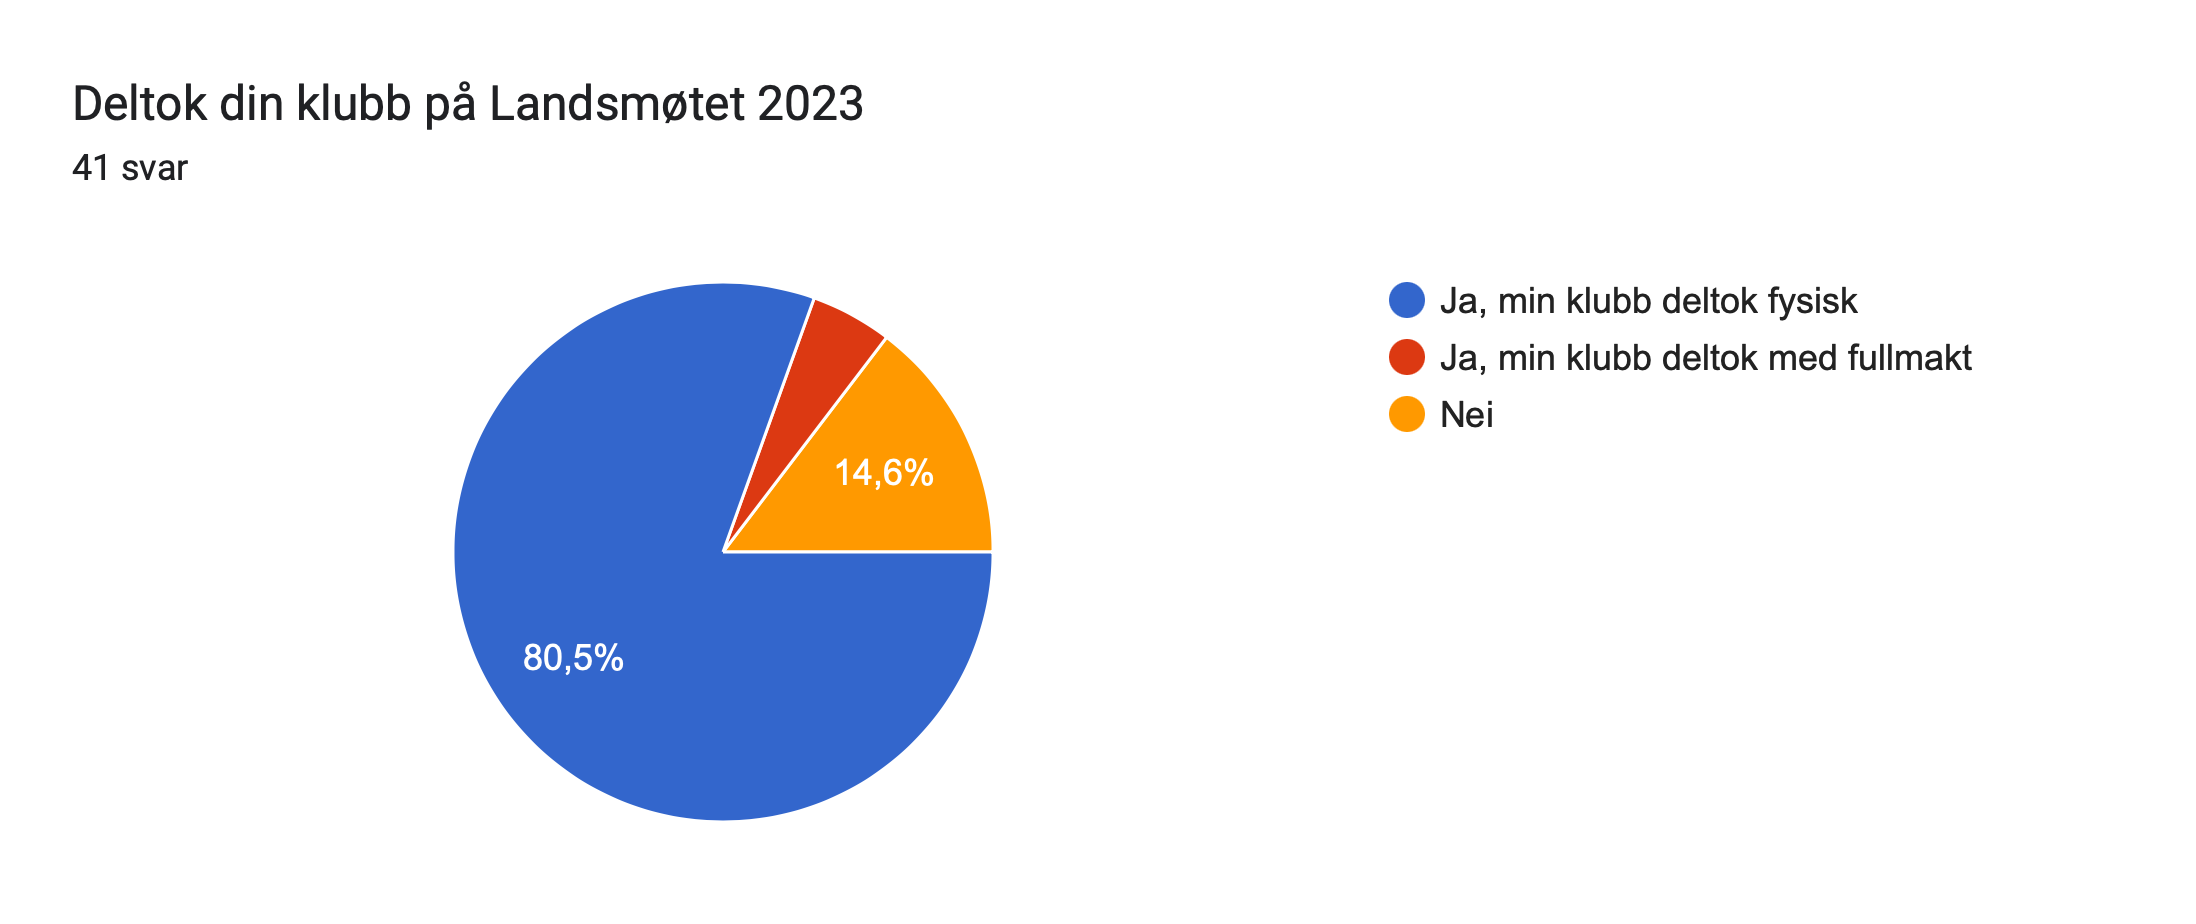 Deltok din klubb på Landsmøtet 2023
41 svar
Ja, min klubb deltok fysisk
Ja, min klubb deltok med fullmakt
Nei
14,6%
80,5%